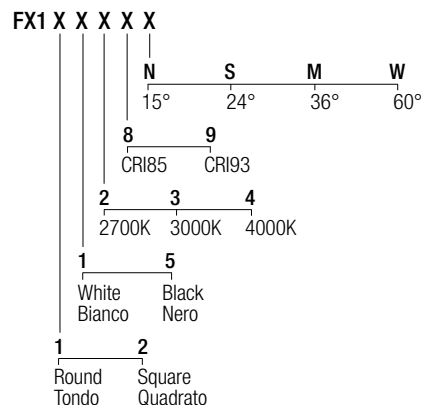 FX1 X X X X X
N S M W
15° 24° 36° 60°
8 9
CRI85 CRI93
2 3 4
2700K 3000K 4000K
1 5
White Black
Bianco Nero
1 2
Round Square
Tondo Quadrato